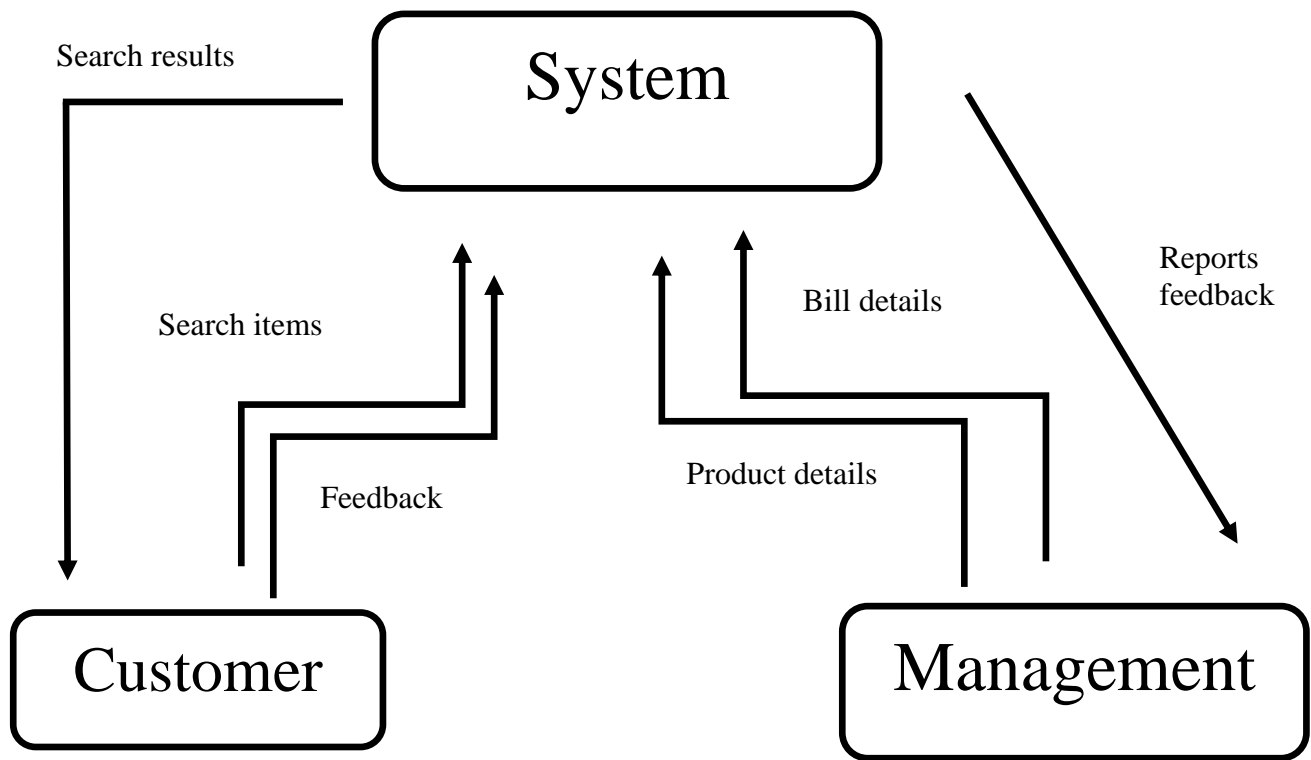 Search results
System
Reports
feedback
Bill details
Search items
Product details
Feedback
Customer
Management